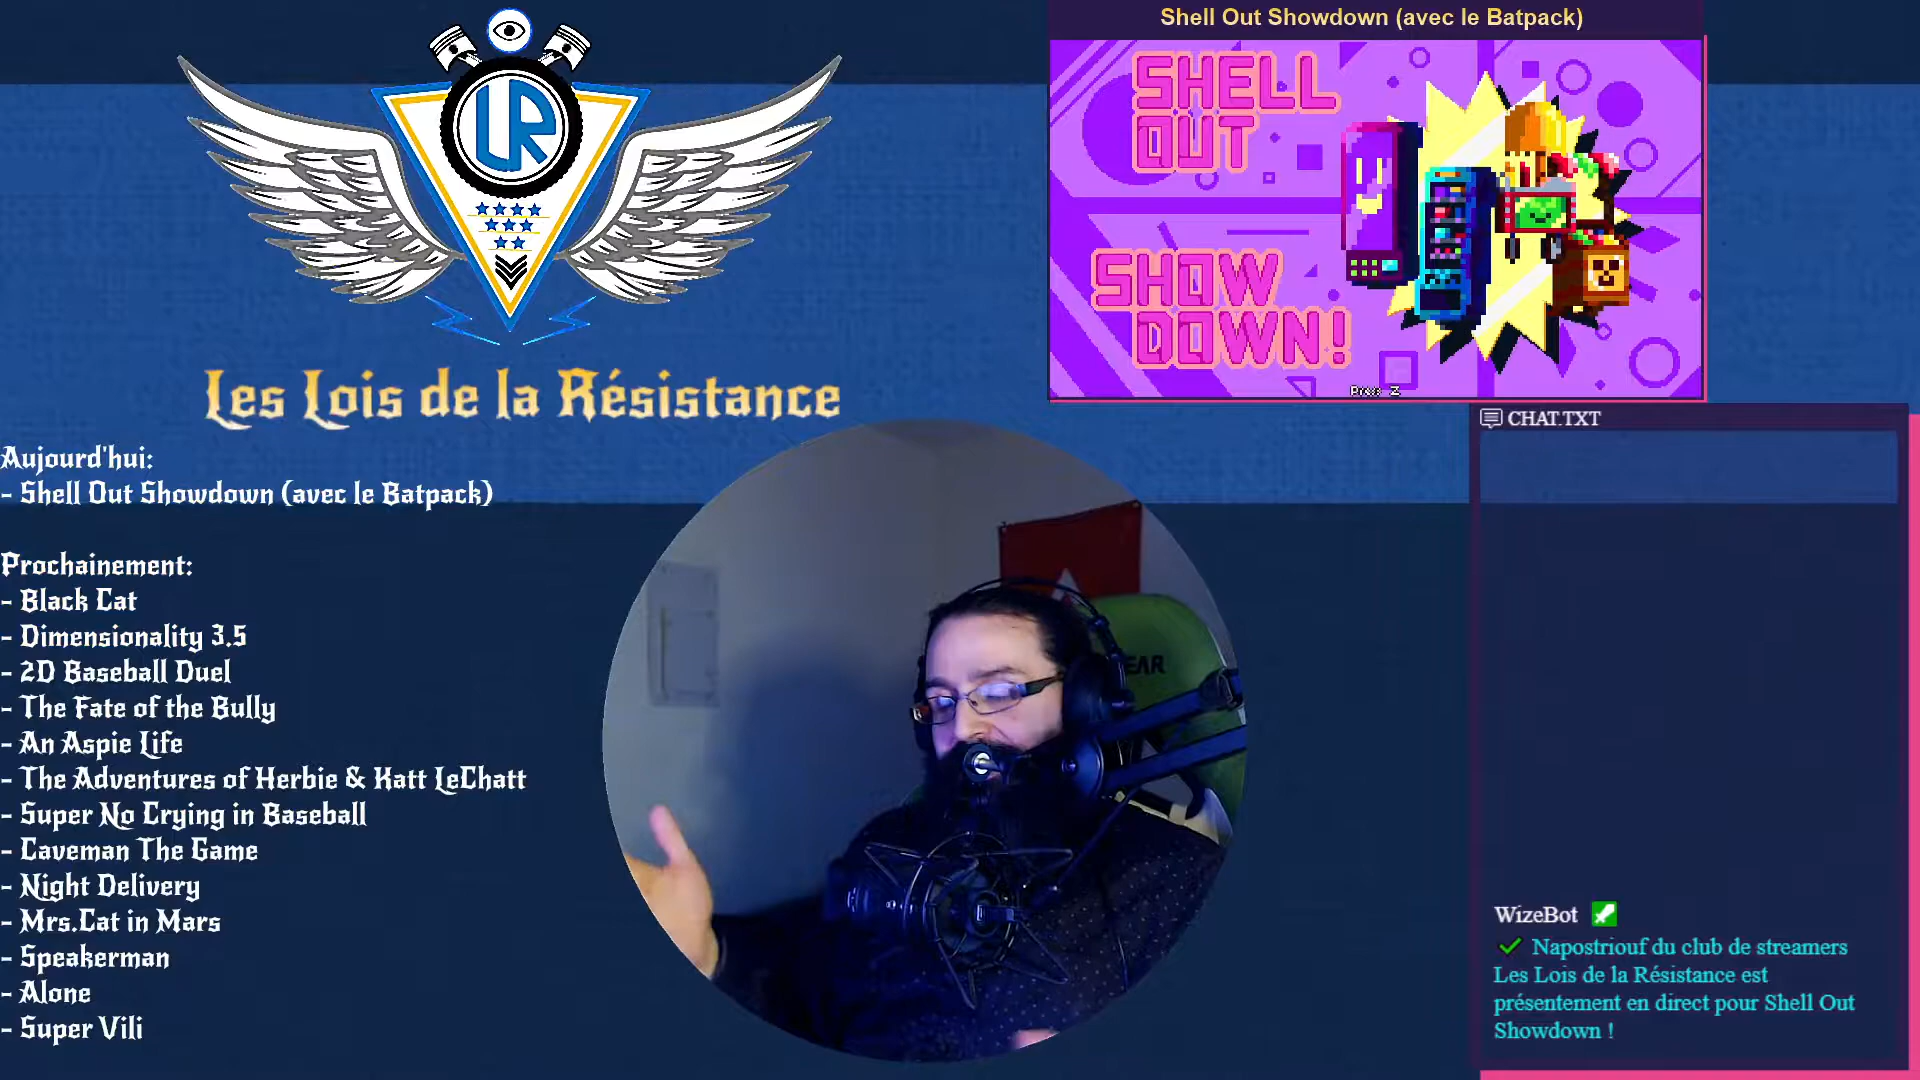 Shell Out Showdown (avec le Batpack)
SHELL
OUT
SHOW
DOWN!
Press Z
LR
Les Lois de la Résistance
Aujourd'hui:
- Shell Out Showdown (avec le Batpack)
Prochainement:
- Black Cat
- Dimensionality 3.5
- 2D Baseball Duel
- The Fate of the Bully
- An Aspie Life
- The Adventures of Herbie & Katt LeChatt
- Super No Crying in Baseball
- Caveman The Game
- Night Delivery
- Mrs.Cat in Mars
- Speakerman
- Alone
- Super Vili
EAR
CHAT.TXT
WizeBot
Napostriouf du club de streamers
Les Lois de la Résistance est
présentement en direct pour Shell Out
Showdown !